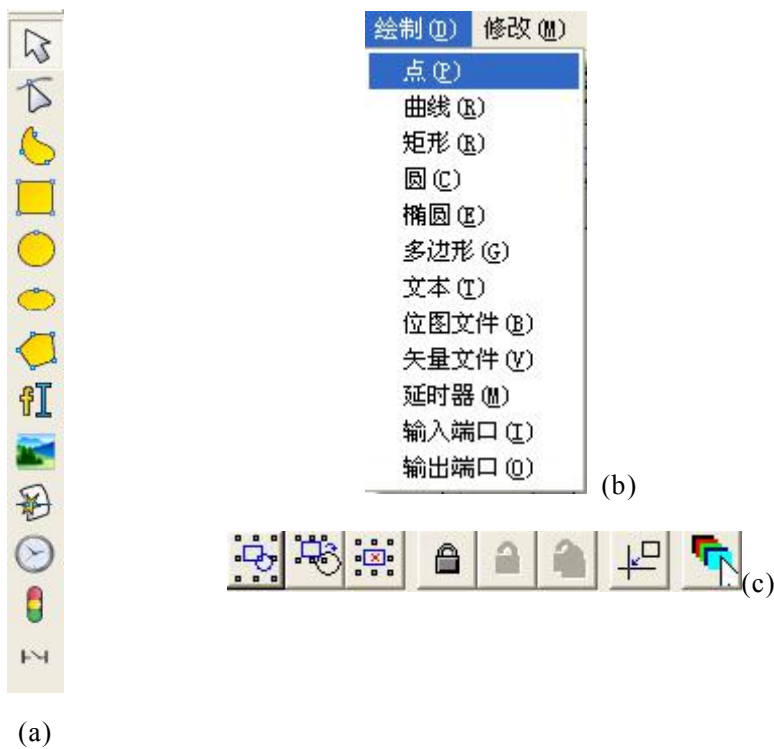 绘制(D) 修改(M)
点(P)
曲线(R)
矩形(R)
圆(C)
椭圆(E)
多边形(G)
文本(T)
位图文件(B)
矢量文件(V)
延时器(M)
输入端口(I)
输出端口(O)
(b)
(c)
(a)